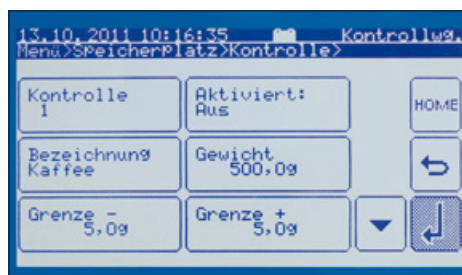 13.10.2011 10:16:35 Kontrollwg.
Menü>Speicherplatz>Kontrolle>
Kontrolle
1
Aktiviert:
Aus
HOME
Bezeichnung
Kaffee
Gewicht
500,0g
Grenze -
5,0g
Grenze +
5,0g